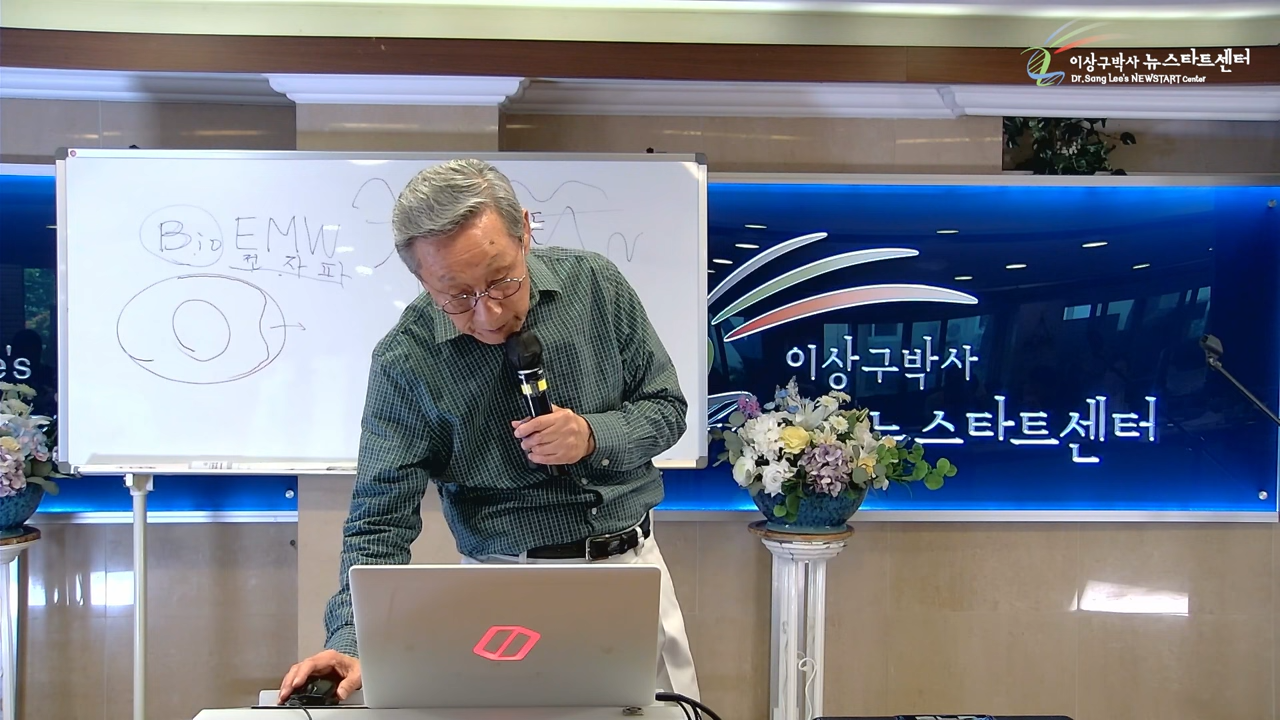 이상구박사 뉴스타트센터
Dr. Sang Lee's NEWSTART Center
Bio EMW
전자파
e's
이상구박사
뉴스타트센터